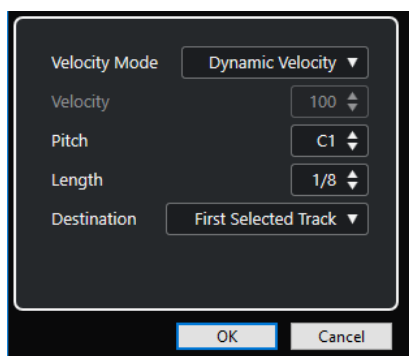 Velocity Mode Dynamic Velocity
Velocity 100
Pitch C1
Length 1/8
Destination First Selected Track
OK Cancel